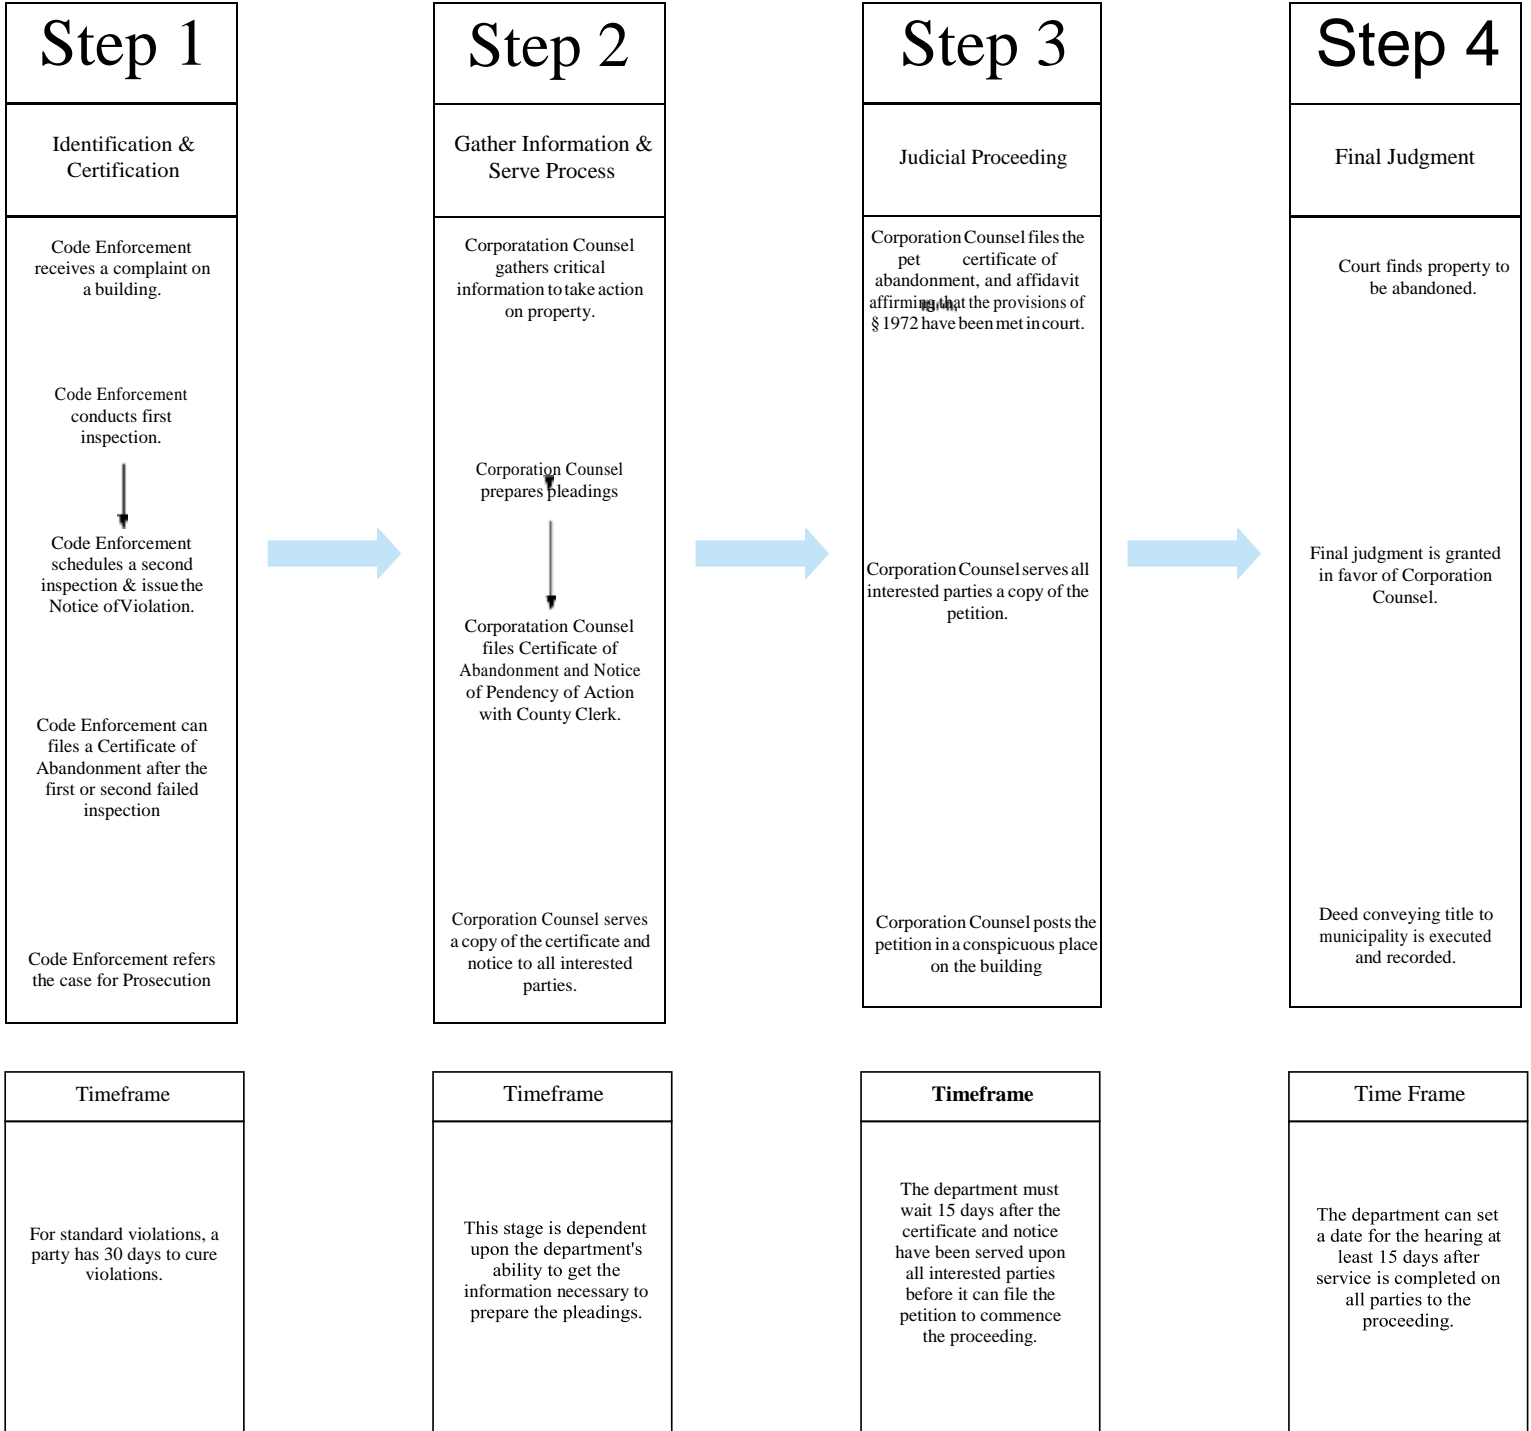 Step 1
Identification &
Certification
Code Enforcement
receives a complaint on
a building.
Code Enforcement
conducts first
inspection.
Code Enforcement
schedules a second
inspection & issue the
Notice of Violation.
Code Enforcement can
files a Certificate of
Abandonment after the
first or second failed
inspection
Code Enforcement refers
the case for Prosecution
Step 2
Gather Information &
Serve Process
Corporatation Counsel
gathers critical
information to take action
on property.
Corporation Counsel
prepares pleadings
Corporatation Counsel
files Certificate of
Abandonment and Notice
of Pendency of Action
with County Clerk.
Corporation Counsel serves
a copy of the certificate and
notice to all interested
parties.
Step 3
Judicial Proceeding
Corporation Counsel files the
pet certificate of
abandonment, and affidavit
affirming that the provisions of
§ 1972 have been met in court.
Corporation Counsel serves all
interested parties a copy of the
petition.
Corporation Counsel posts the
petition in a conspicuous place
on the building
Step 4
Final Judgment
Court finds property to
be abandoned.
Final judgment is granted
in favor of Corporation
Counsel.
Deed conveying title to
municipality is executed
and recorded.
Timeframe
For standard violations, a
party has 30 days to cure
violations.
Timeframe
This stage is dependent
upon the department's
ability to get the
information necessary to
prepare the pleadings.
Timeframe
The department must
wait 15 days after the
certificate and notice
have been served upon
all interested parties
before it can file the
petition to commence
the proceeding.
Time Frame
The department can set
a date for the hearing at
least 15 days after
service is completed on
all parties to the
proceeding.